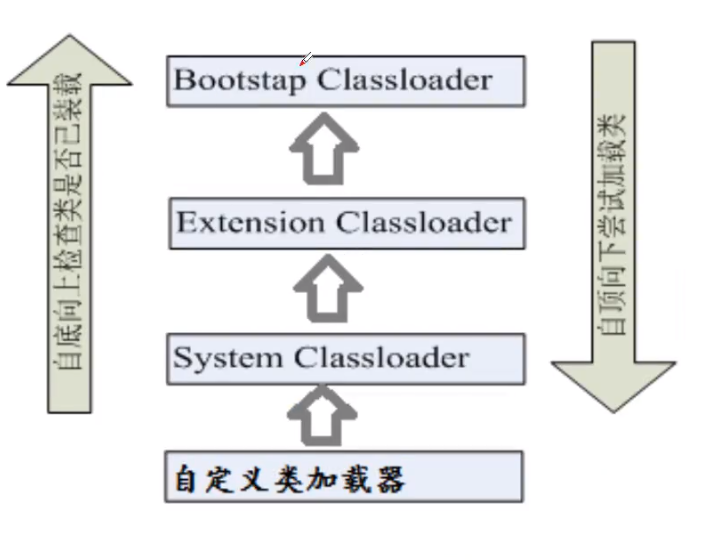 自底向上检查类是否已装载
Bootstap Classloader
Extension Classloader
System Classloader
自定义类加载器
自顶向下尝试加载类